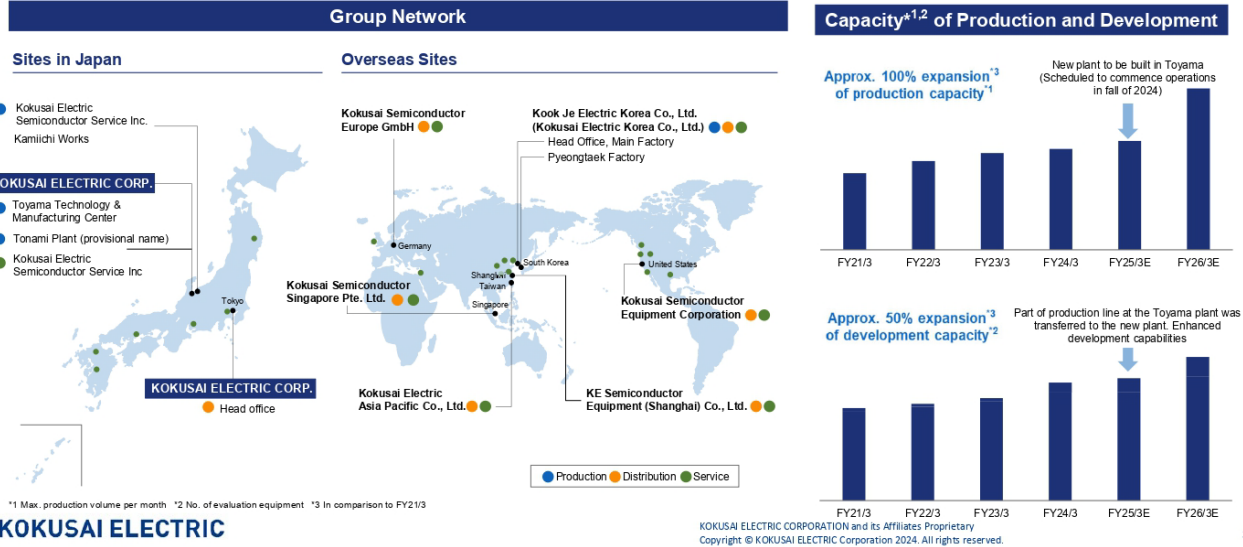 Group Network
Capacity*1,2 of Production and Development
Sites in Japan
Overseas Sites
Kokusai Electric
Semiconductor Service Inc.
Kamiichi Works
OKUSAI ELECTRIC CORP.
Toyama Technology &
Manufacturing Center
Tonami Plant (provisional name)
Kokusai Electric
Semiconductor Service Inc
Tokyo
KOKUSAI ELECTRIC CORP.
Head office
Kokusai Semiconductor
Europe GmbH
Kook Je Electric Korea Co., Ltd.
(Kokusai Electric Korea Co., Ltd.)
Head Office, Main Factory
Pyeongtaek Factory
Germany
South Korea
Shanghai
Taiwan
Singapore
United States
Kokusai Semiconductor
Singapore Pte. Ltd.
Kokusai Semiconductor
Equipment Corporation
Kokusai Electric
Asia Pacific Co., Ltd.
KE Semiconductor
Equipment (Shanghai) Co., Ltd.
Production Distribution Service
Approx. 100% expansion*3
of production capacity*1
New plant to be built in Toyama
(Scheduled to commence operations
in fall of 2024)
FY21/3 FY22/3 FY23/3 FY24/3 FY25/3E FY26/3E
Approx. 50% expansion*3
of development capacity*2
Part of production line at the Toyama plant was
transferred to the new plant. Enhanced
development capabilities
FY21/3 FY22/3 FY23/3 FY24/3 FY25/3E FY26/3E
*1 Max. production volume per month *2 No. of evaluation equipment *3 In comparison to FY21/3
KOKUSAI ELECTRIC
KOKUSAI ELECTRIC CORPORATION and its Affiliates Proprietary
Copyright © KOKUSAI ELECTRIC Corporation 2024. All rights reserved.